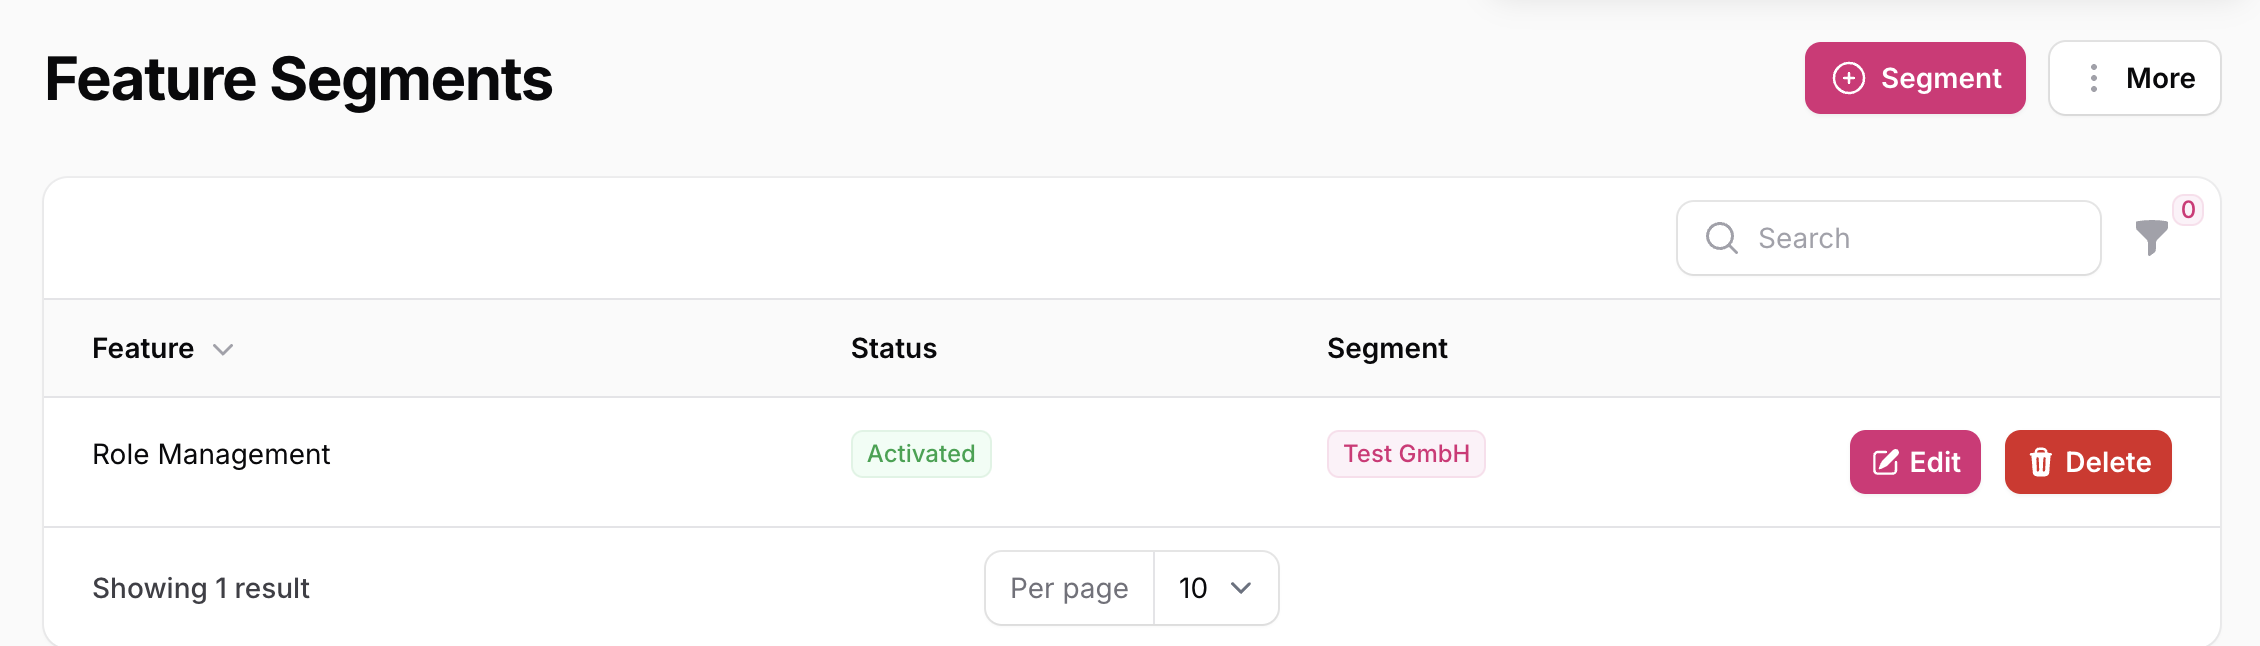 Feature Segments
Segment
More
Search
0
Feature
Status
Segment
Role Management
Activated
Test GmbH
Edit
Delete
Showing 1 result
Per page
10